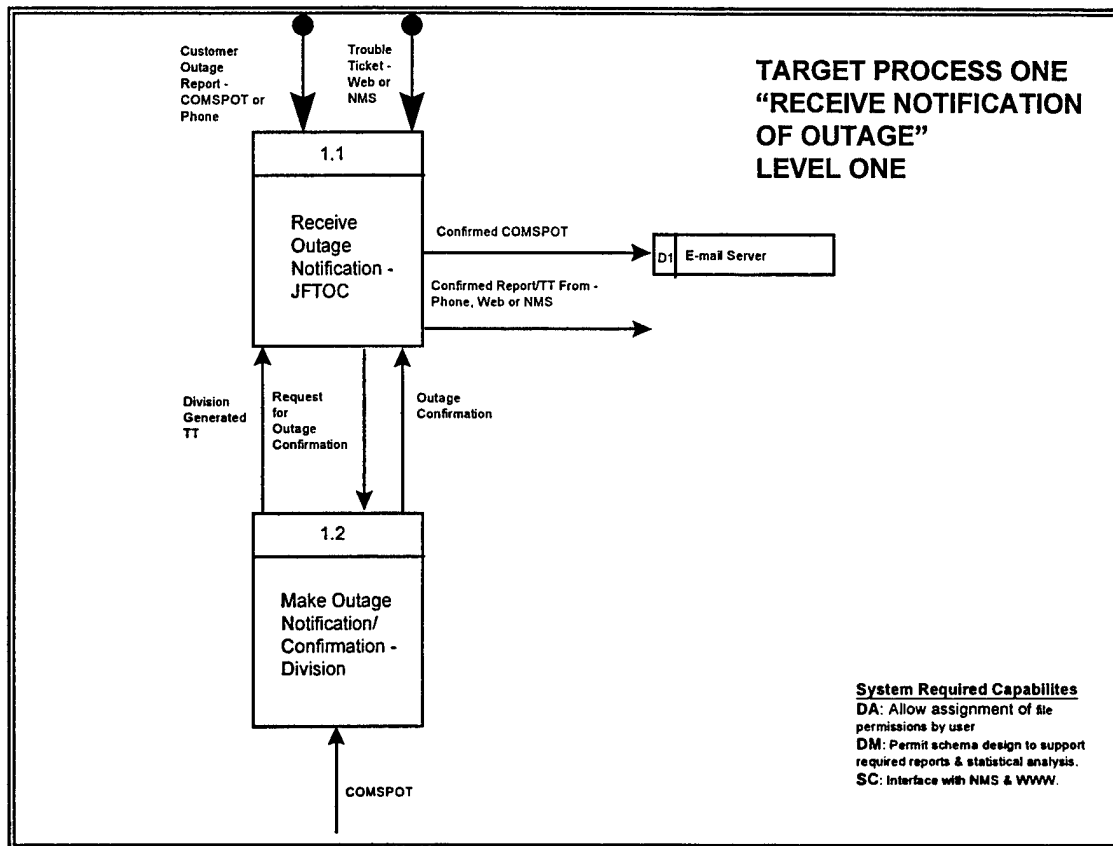 Customer
Outage
Report -
COMSPOT or
Phone
Trouble
Ticket -
Web or
NMS
TARGET PROCESS ONE
“RECEIVE NOTIFICATION
OF OUTAGE”
LEVEL ONE
1.1
Receive
Outage
Notification -
JFTOC
Confirmed COMSPOT
D1
E-mail Server
Confirmed Report/TT From -
Phone, Web or NMS
Division
Generated
TT
Request
for
Outage
Confirmation
Outage
Confirmation
1.2
Make Outage
Notification/
Confirmation -
Division
COMSPOT
System Required Capabilites
DA: Allow assignment of file
permissions by user
DM: Permit schema design to support
required reports & statistical analysis.
SC: Interface with NMS & WWW.